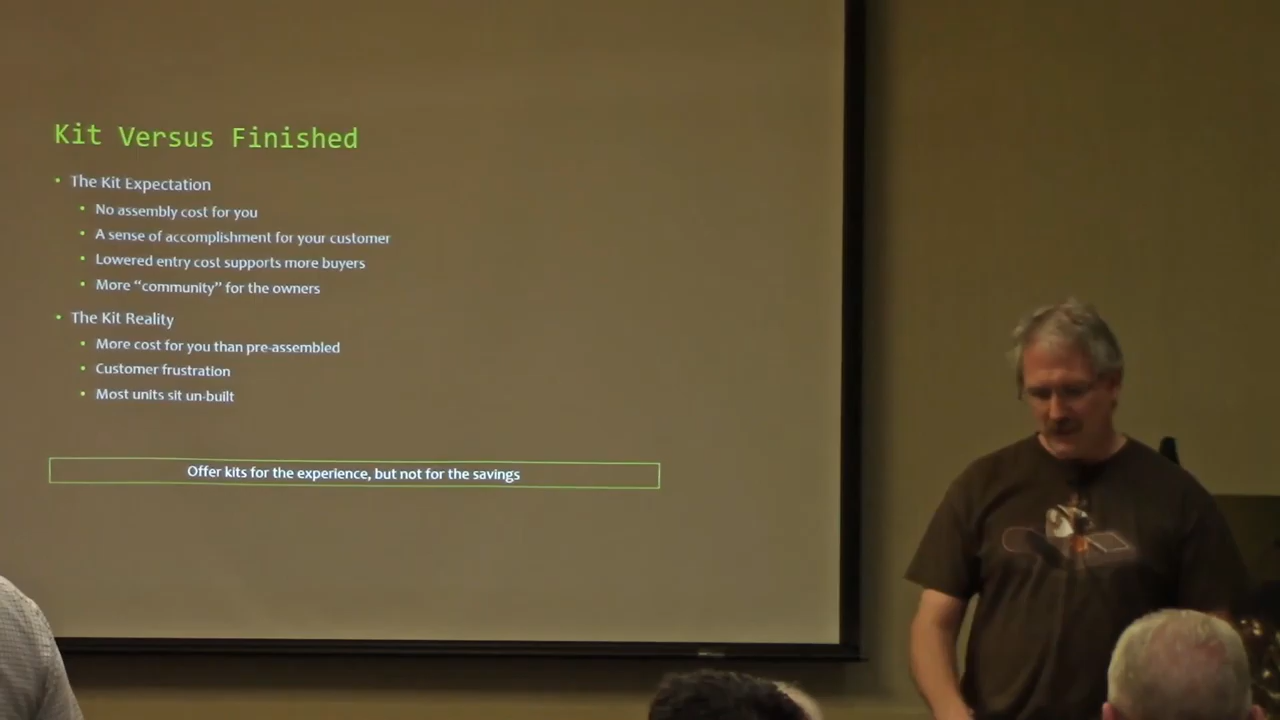 Kit Versus Finished
The Kit Expectation
No assembly cost for you
A sense of accomplishment for your customer
Lowered entry cost supports more buyers
More “community” for the owners
The Kit Reality
More cost for you than pre-assembled
Customer frustration
Most units sit un-built
Offer kits for the experience, but not for the savings